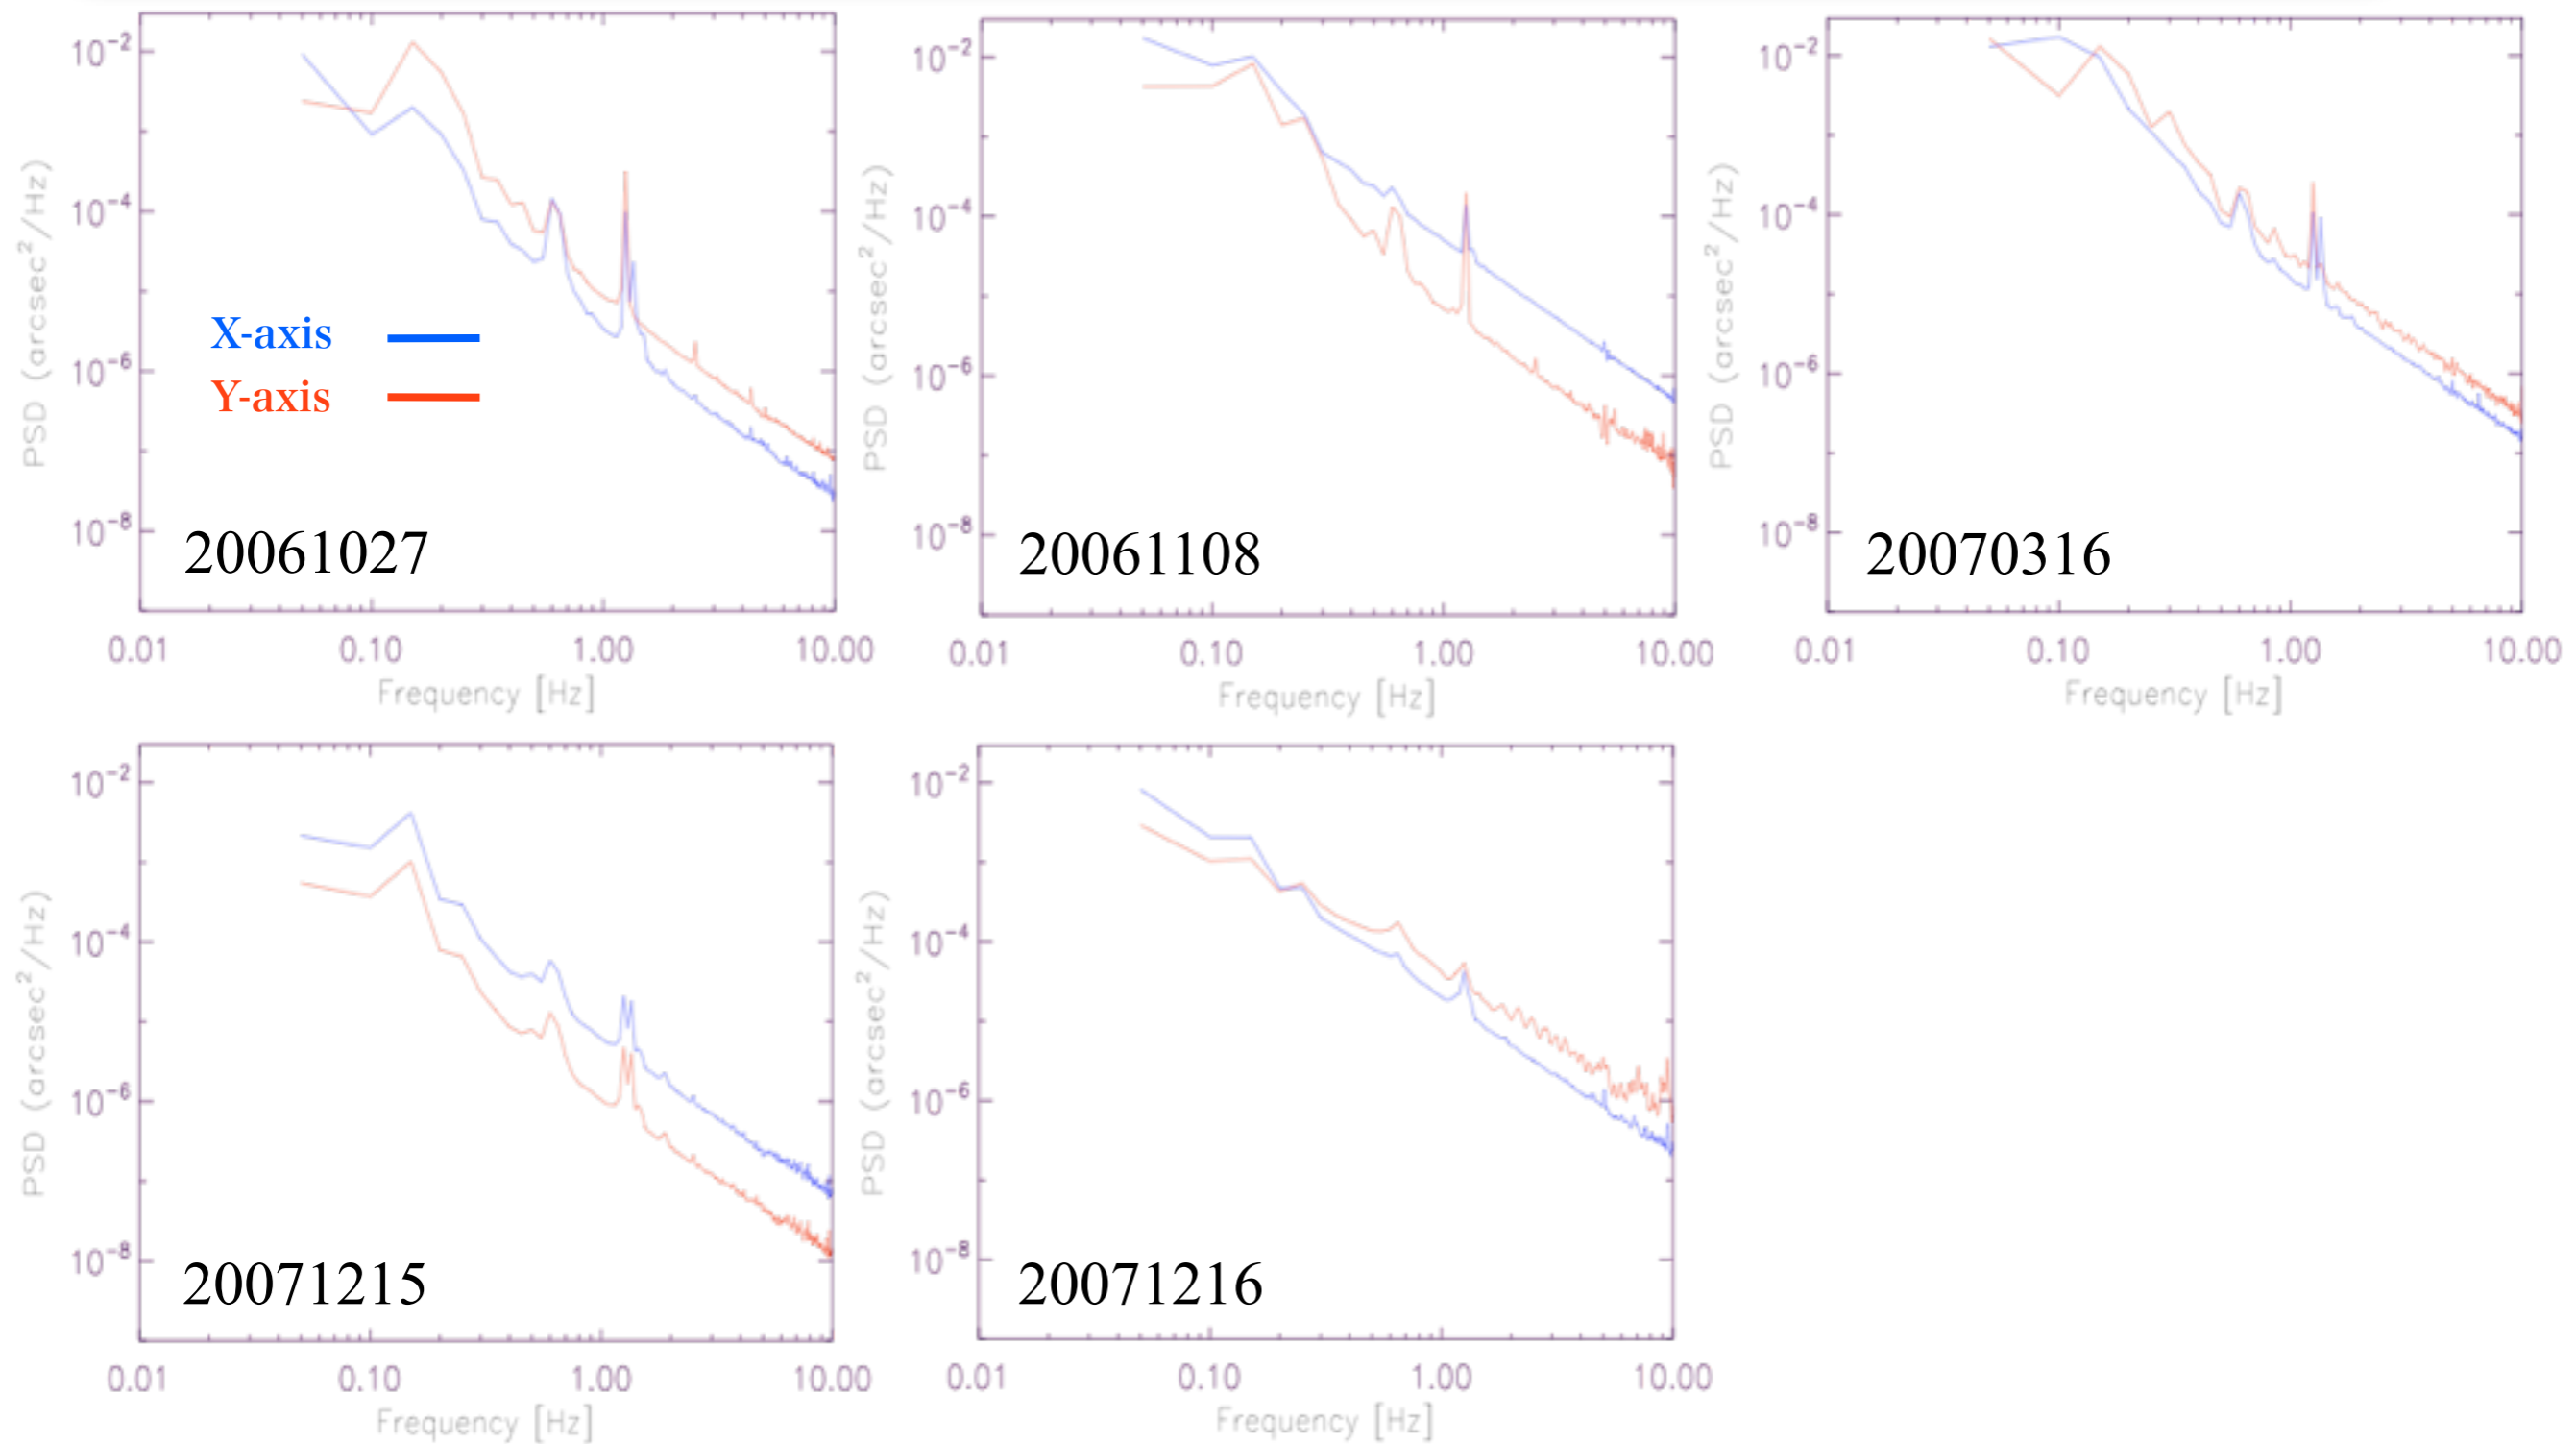 10⁻²
10⁻⁴
10⁻⁶
10⁻⁸
PSD (arcsec²/Hz)
X-axis
Y-axis
20061027
0.01 0.10 1.00 10.00
Frequency [Hz]
10⁻²
10⁻⁴
10⁻⁶
10⁻⁸
PSD (arcsec²/Hz)
20061108
0.01 0.10 1.00 10.00
Frequency [Hz]
10⁻²
10⁻⁴
10⁻⁶
10⁻⁸
PSD (arcsec²/Hz)
20070316
0.01 0.10 1.00 10.00
Frequency [Hz]
10⁻²
10⁻⁴
10⁻⁶
10⁻⁸
PSD (arcsec²/Hz)
20071215
0.01 0.10 1.00 10.00
Frequency [Hz]
10⁻²
10⁻⁴
10⁻⁶
10⁻⁸
PSD (arcsec²/Hz)
20071216
0.01 0.10 1.00 10.00
Frequency [Hz]